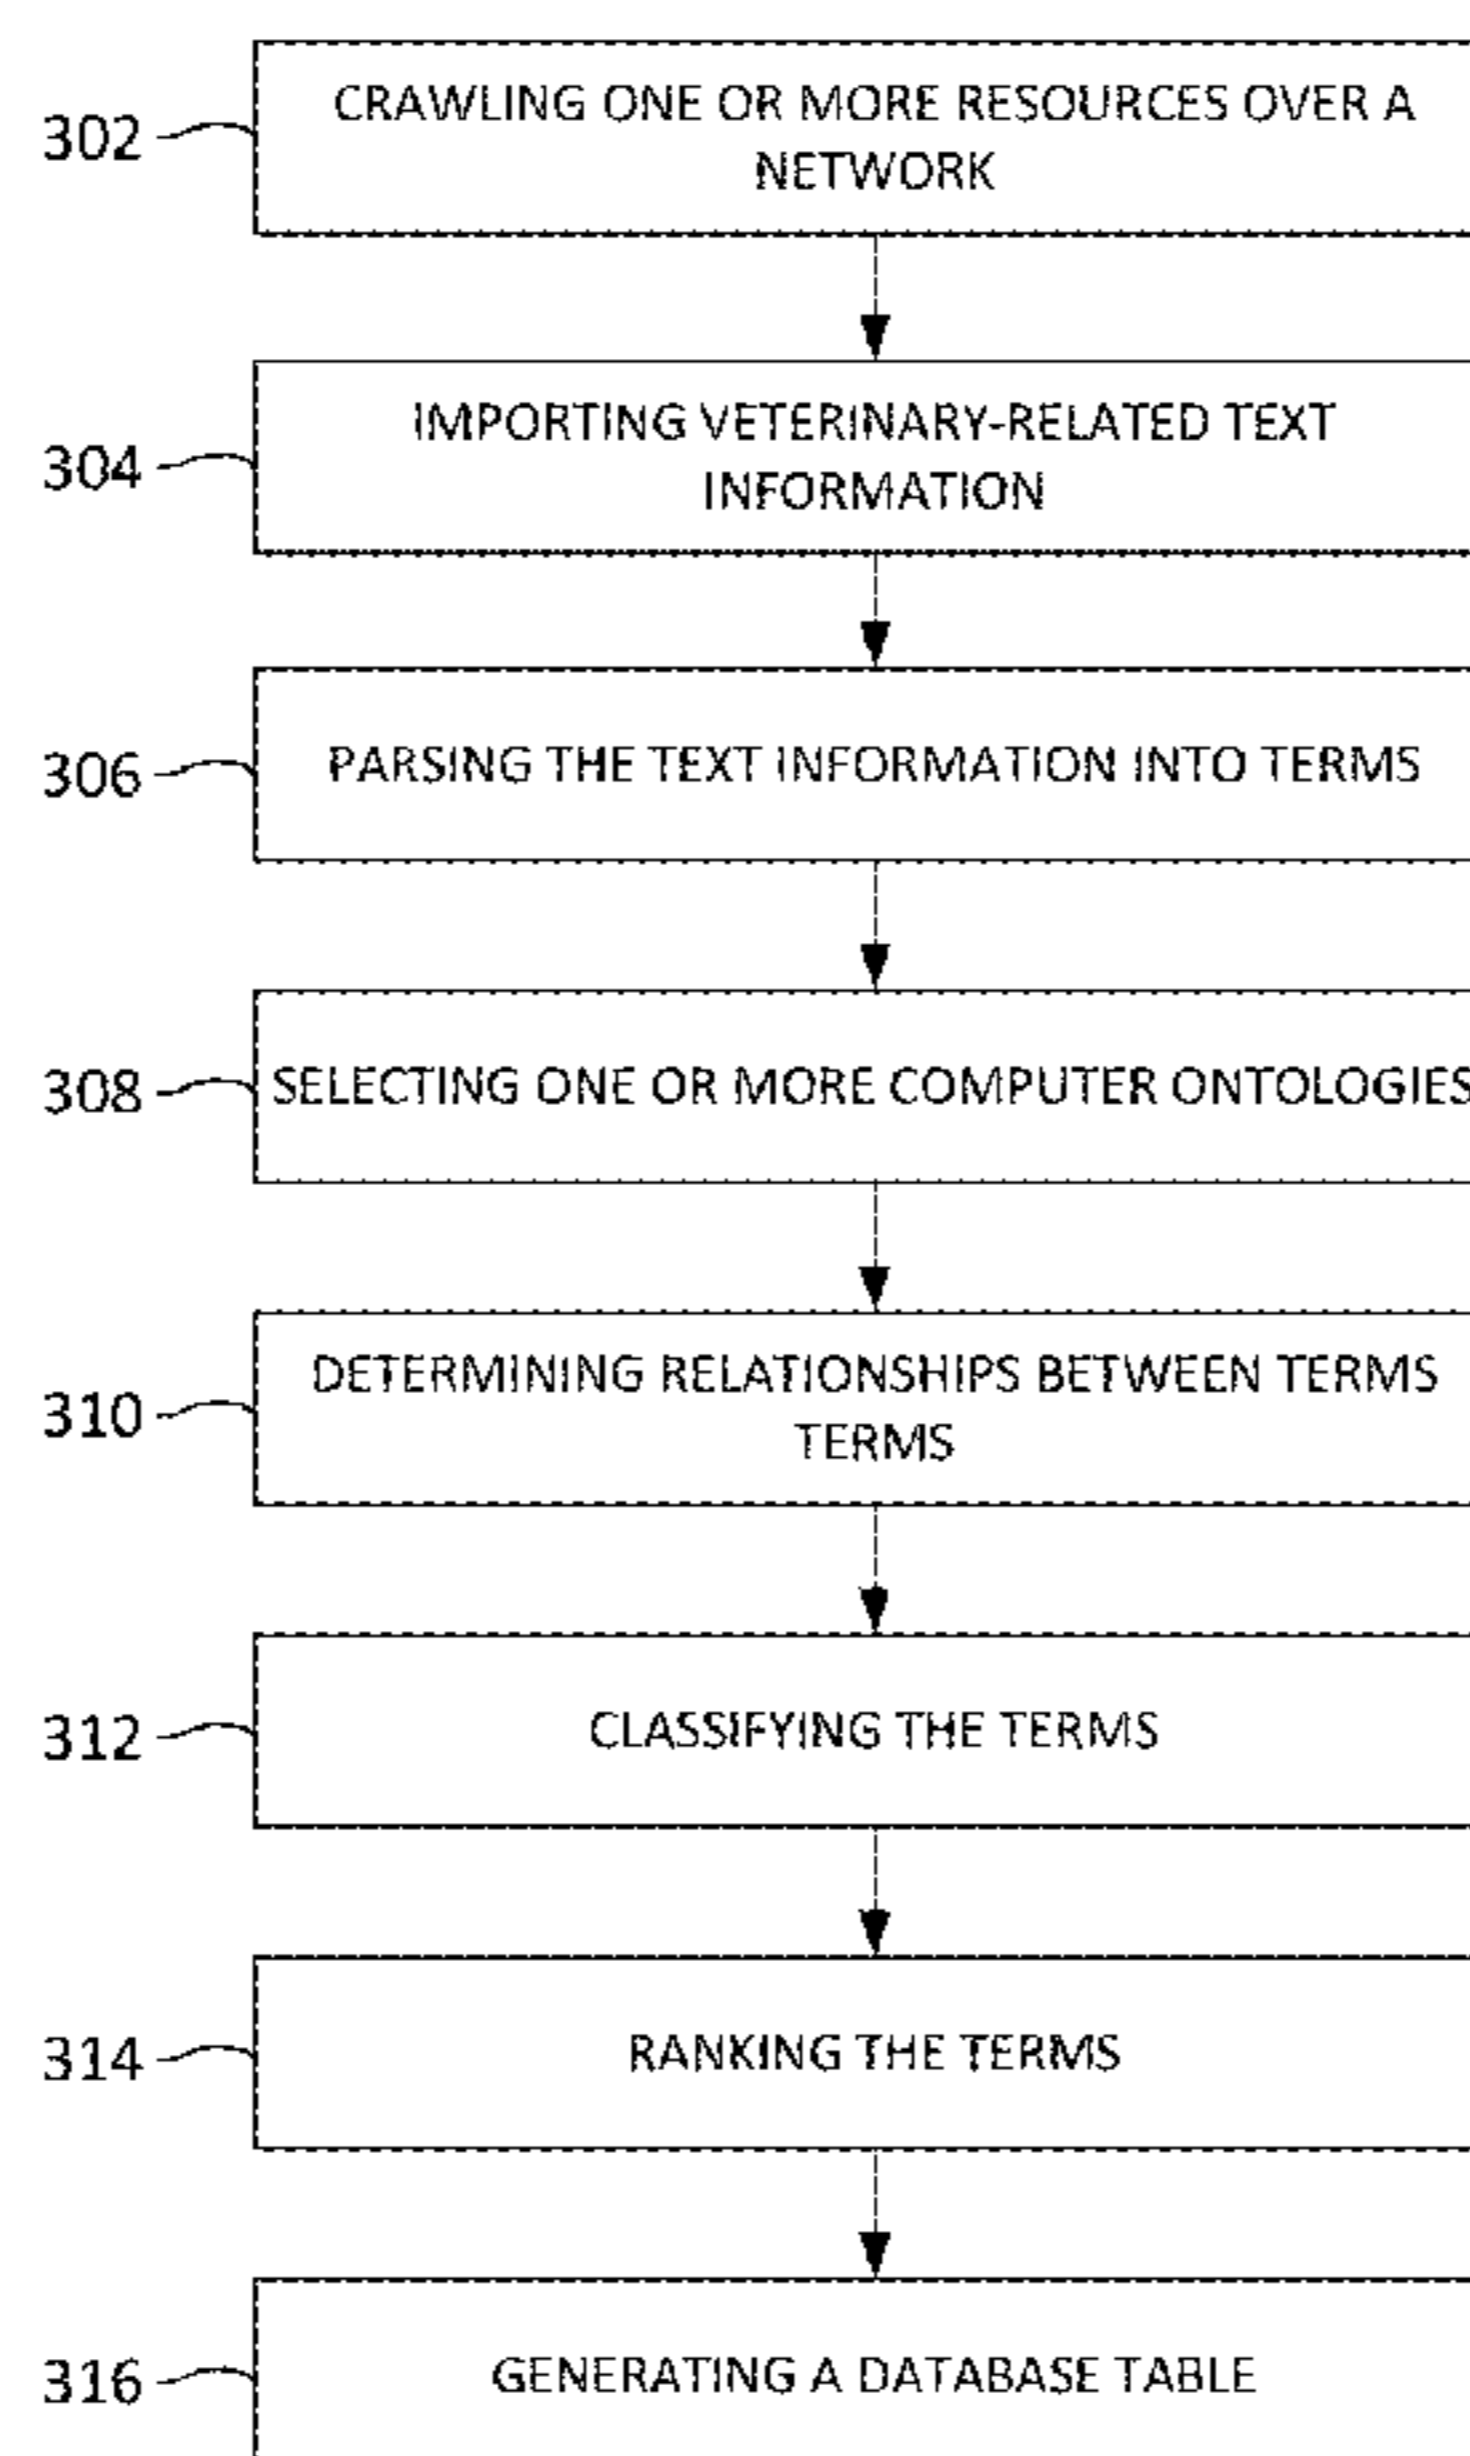 302
CRAWLING ONE OR MORE RESOURCES OVER A
NETWORK
304
IMPORTING VETERINARY-RELATED TEXT
INFORMATION
306
PARSING THE TEXT INFORMATION INTO TERMS
308
SELECTING ONE OR MORE COMPUTER ONTOLOGIES
310
DETERMINING RELATIONSHIPS BETWEEN TERMS
TERMS
312
CLASSIFYING THE TERMS
314
RANKING THE TERMS
316
GENERATING A DATABASE TABLE